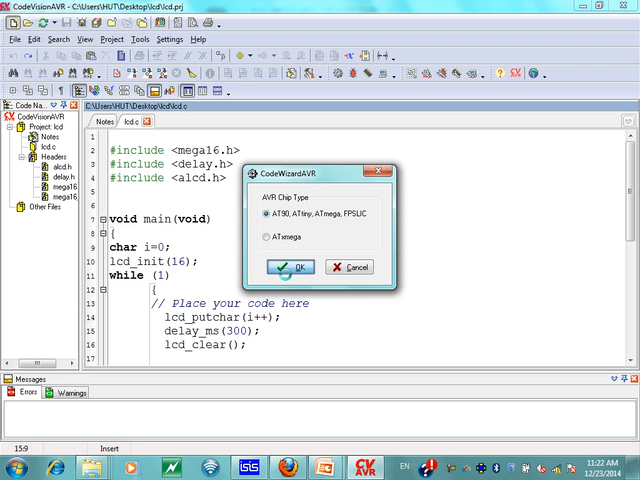 CodeVisionAVR - C:\Users\HUT\Desktop\lcd\lcd.prj
File Edit Search View Project Tools Settings Help
Code Na...
C:\Users\HUT\Desktop\lcd\lcd.c
CodeVisionAVR
Project: lcd
Notes
lcd.c
Headers
alcd.h
delay.h
mega16
mega16
Other Files
Notes lcd.c
1
2 #include <mega16.h>
3 #include <delay.h>
4 #include <alcd.h>
5
6
7 void main(void)
8 {
9 char i=0;
10 lcd_init(16);
11 while (1)
12 {
13 // Place your code here
14 lcd_putchar(i++);
15 delay_ms(300);
16 lcd_clear();
17
CodeWizardAVR
AVR Chip Type
AT90, ATtiny, ATmega, FPSLIC
ATxmega
OK Cancel
Messages
Errors Warnings
15:9 Insert
isis
CV
AVR
EN
11:22 AM
12/23/2014